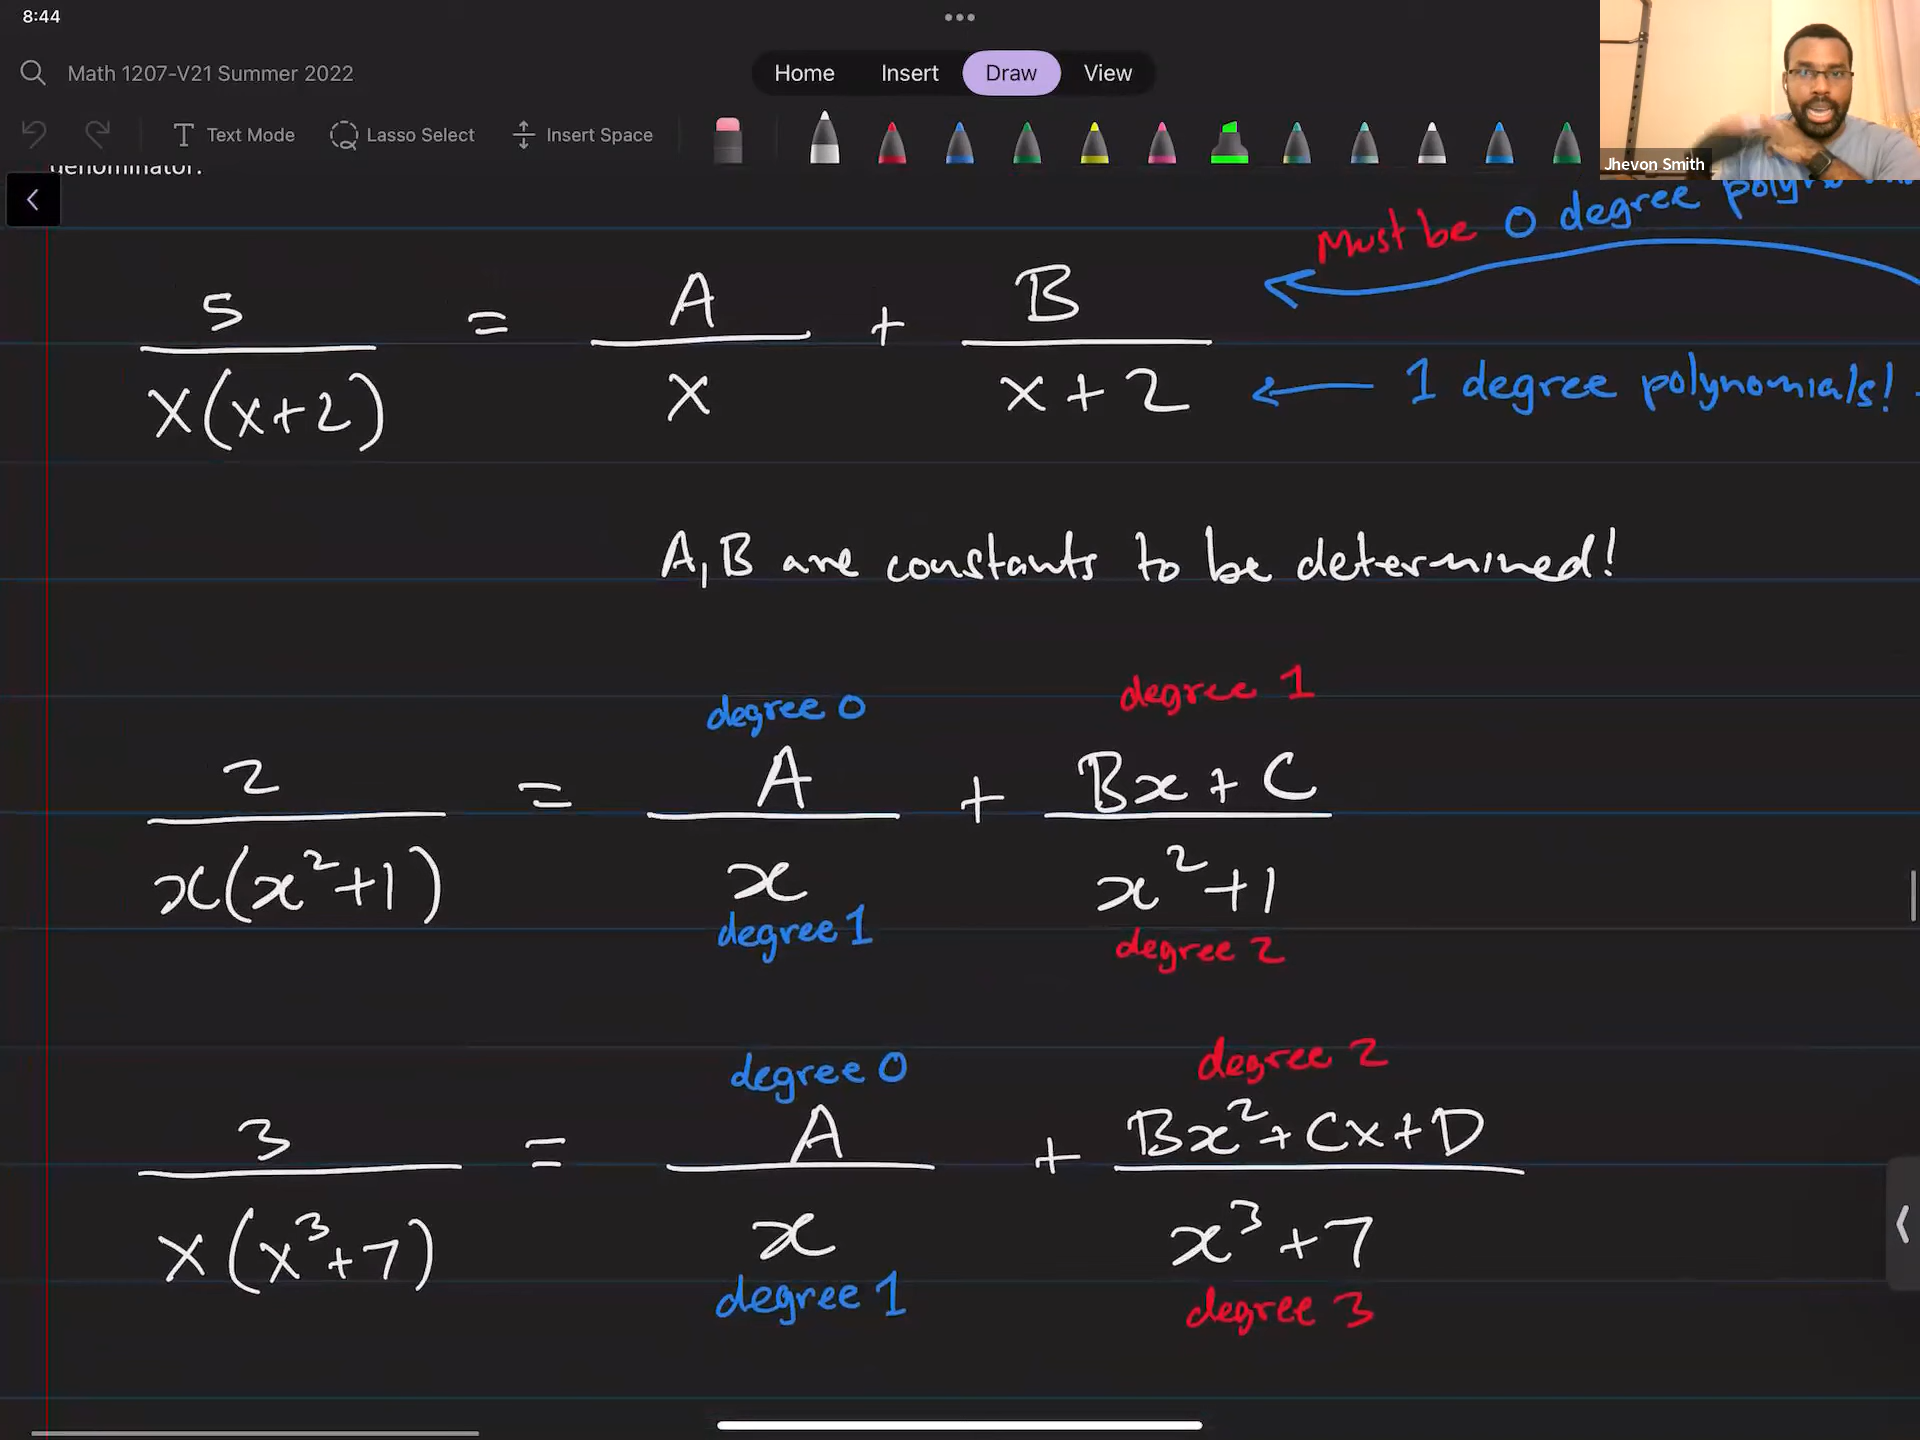 8:44
Math 1207-V21 Summer 2022
Home Insert Draw View
Text Mode Lasso Select Insert Space
Jhevon Smith
denominator.
Must be 0 degree
5 / x(x+2) = A / x + B / x+2
← 1 degree polynomials!
A, B are constants to be determined!
degree 0 degree 1
2 / x(x²+1) = A / x + Bx+C / x²+1
degree 1 degree 2
degree 0 degree 2
3 / x(x³+7) = A / x + Bx²+Cx+D / x³+7
degree 1 degree 3